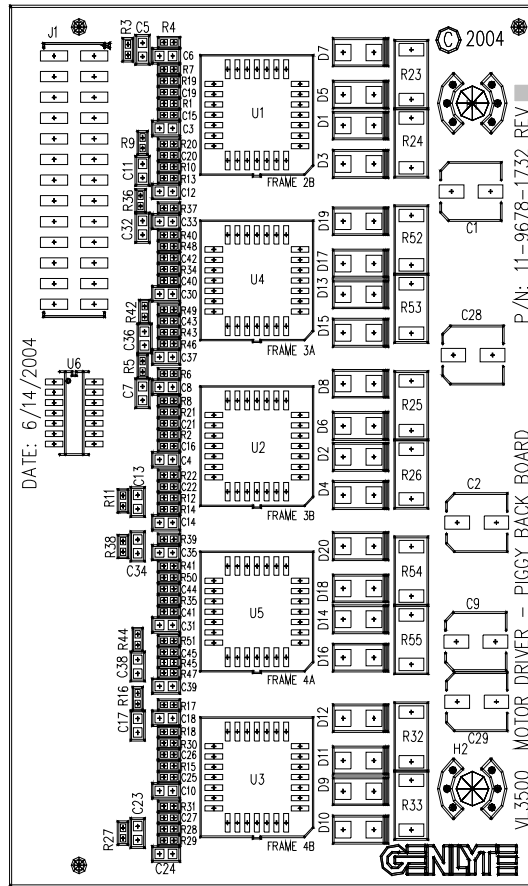 J1
R3
C5
R4
C6
R7
R19
C19
R1
C15
C3
R9
R20
C20
R10
R13
C11
C12
R36
R37
C32
C33
R40
R48
C42
R34
C40
C30
R42
R49
C43
R43
R46
C36
C37
R5
R6
C7
C8
R8
R21
C21
R2
C16
C4
R22
C22
R12
R14
R11
C13
C14
R38
C34
R39
C35
R41
R50
C44
R35
C41
C31
R44
R51
C45
R45
R47
C38
C39
R16
R17
C17
C18
R18
R30
C26
R15
C25
C10
R31
C27
R28
R29
R27
C23
C24
U6
DATE: 6/14/2004
U1
FRAME 2B
U4
FRAME 3A
U2
FRAME 3B
U5
FRAME 4A
U3
FRAME 4B
D7
D5
D1
D3
D19
D17
D13
D15
D8
D6
D2
D4
D20
D18
D14
D16
D12
D11
D9
D10
R23
R24
R52
R53
R25
R26
R54
R55
R32
R33
© 2004
C1
C28
C2
C9
C29
H2
VL3500 MOTOR DRIVER - PIGGY BACK BOARD P/N: 11-9678-1732 REV
GENLYTE